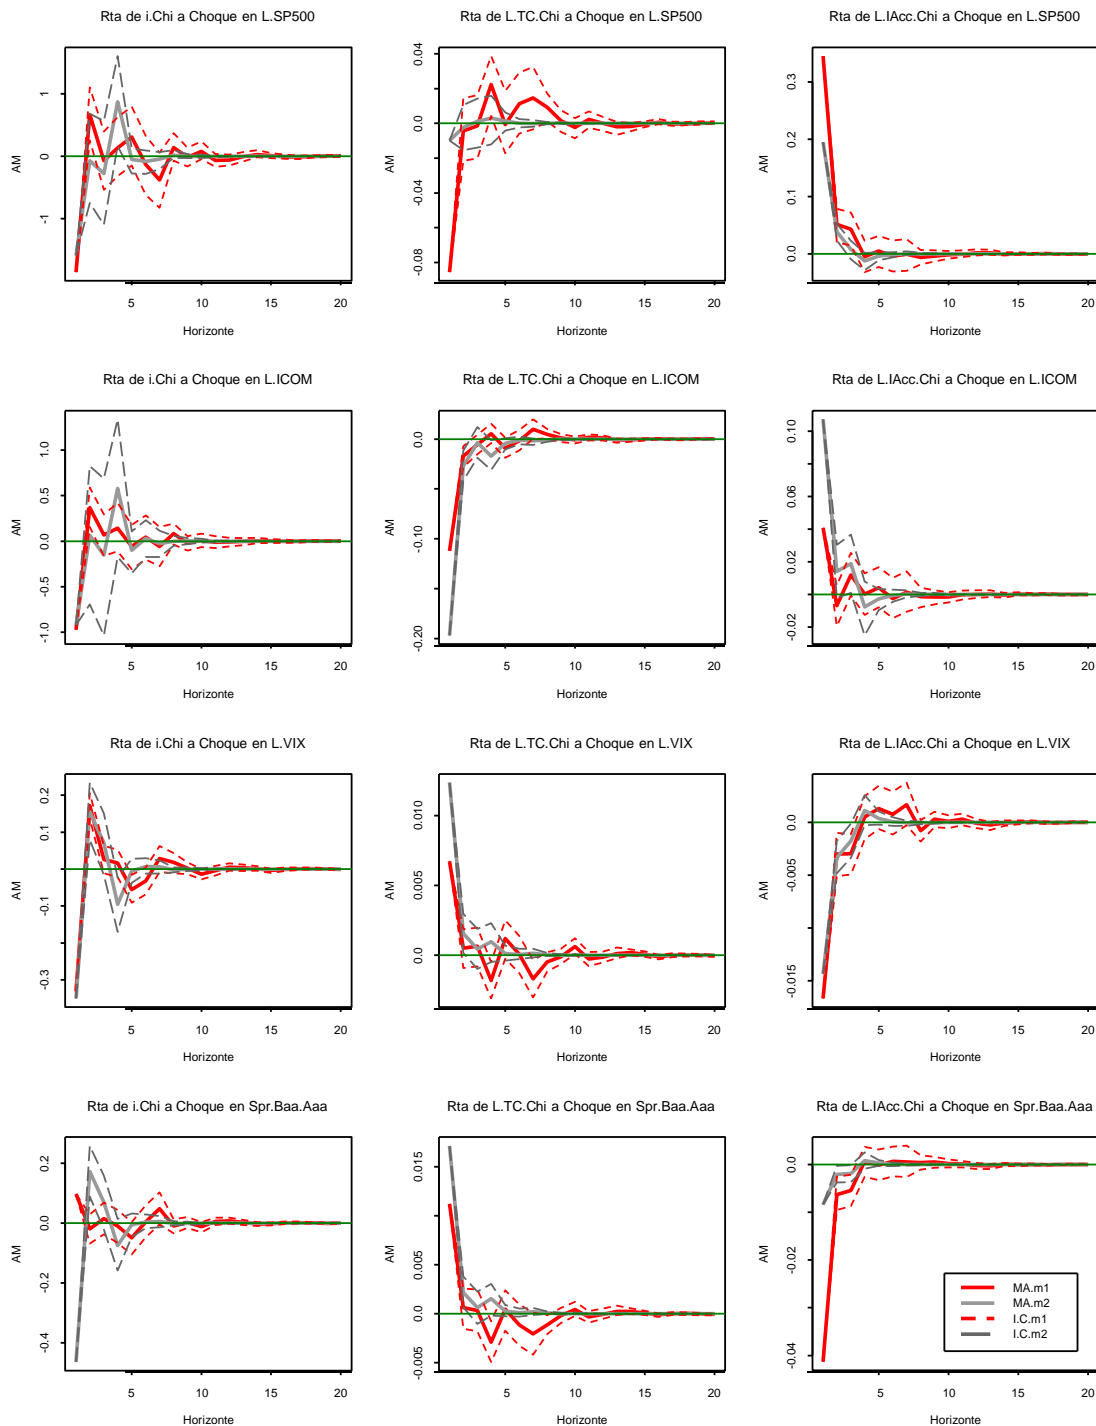 Rta de i.Chi a Choque en L.SP500
AM
-1 0 1
5 10 15 20
Horizonte
Rta de L.TC.Chi a Choque en L.SP500
AM
-0.08 -0.04 0.0 0.04
5 10 15 20
Horizonte
Rta de L.IAcc.Chi a Choque en L.SP500
AM
0.0 0.1 0.2 0.3
5 10 15 20
Horizonte
Rta de i.Chi a Choque en L.ICOM
AM
-1.0 -0.5 0.0 0.5 1.0
5 10 15 20
Horizonte
Rta de L.TC.Chi a Choque en L.ICOM
AM
-0.20 -0.10 0.0
5 10 15 20
Horizonte
Rta de L.IAcc.Chi a Choque en L.ICOM
AM
-0.02 0.02 0.06 0.10
5 10 15 20
Horizonte
Rta de i.Chi a Choque en L.VIX
AM
-0.3 -0.1 0.1 0.2
5 10 15 20
Horizonte
Rta de L.TC.Chi a Choque en L.VIX
AM
0.0 0.005 0.010
5 10 15 20
Horizonte
Rta de L.IAcc.Chi a Choque en L.VIX
AM
-0.015 -0.005 0.0
5 10 15 20
Horizonte
Rta de i.Chi a Choque en Spr.Baa.Aaa
AM
-0.4 -0.2 0.0 0.2
5 10 15 20
Horizonte
Rta de L.TC.Chi a Choque en Spr.Baa.Aaa
AM
-0.005 0.0 0.005 0.015
5 10 15 20
Horizonte
Rta de L.IAcc.Chi a Choque en Spr.Baa.Aaa
AM
-0.04 -0.02 0.0
5 10 15 20
Horizonte
MA.m1
MA.m2
I.C.m1
I.C.m2